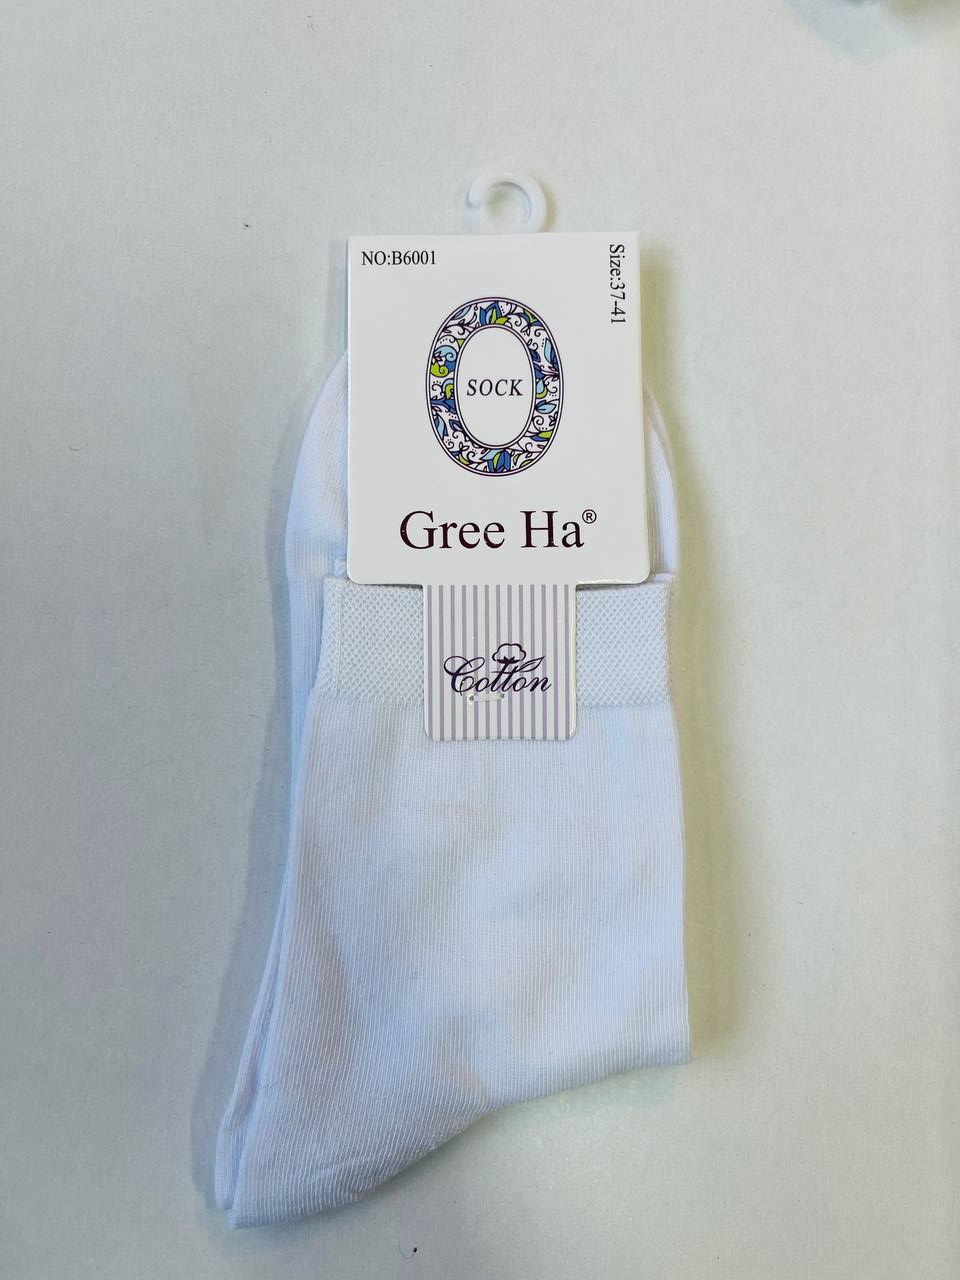 NO:B6001
Size:37-41
SOCK
Gree Ha®
Cotton